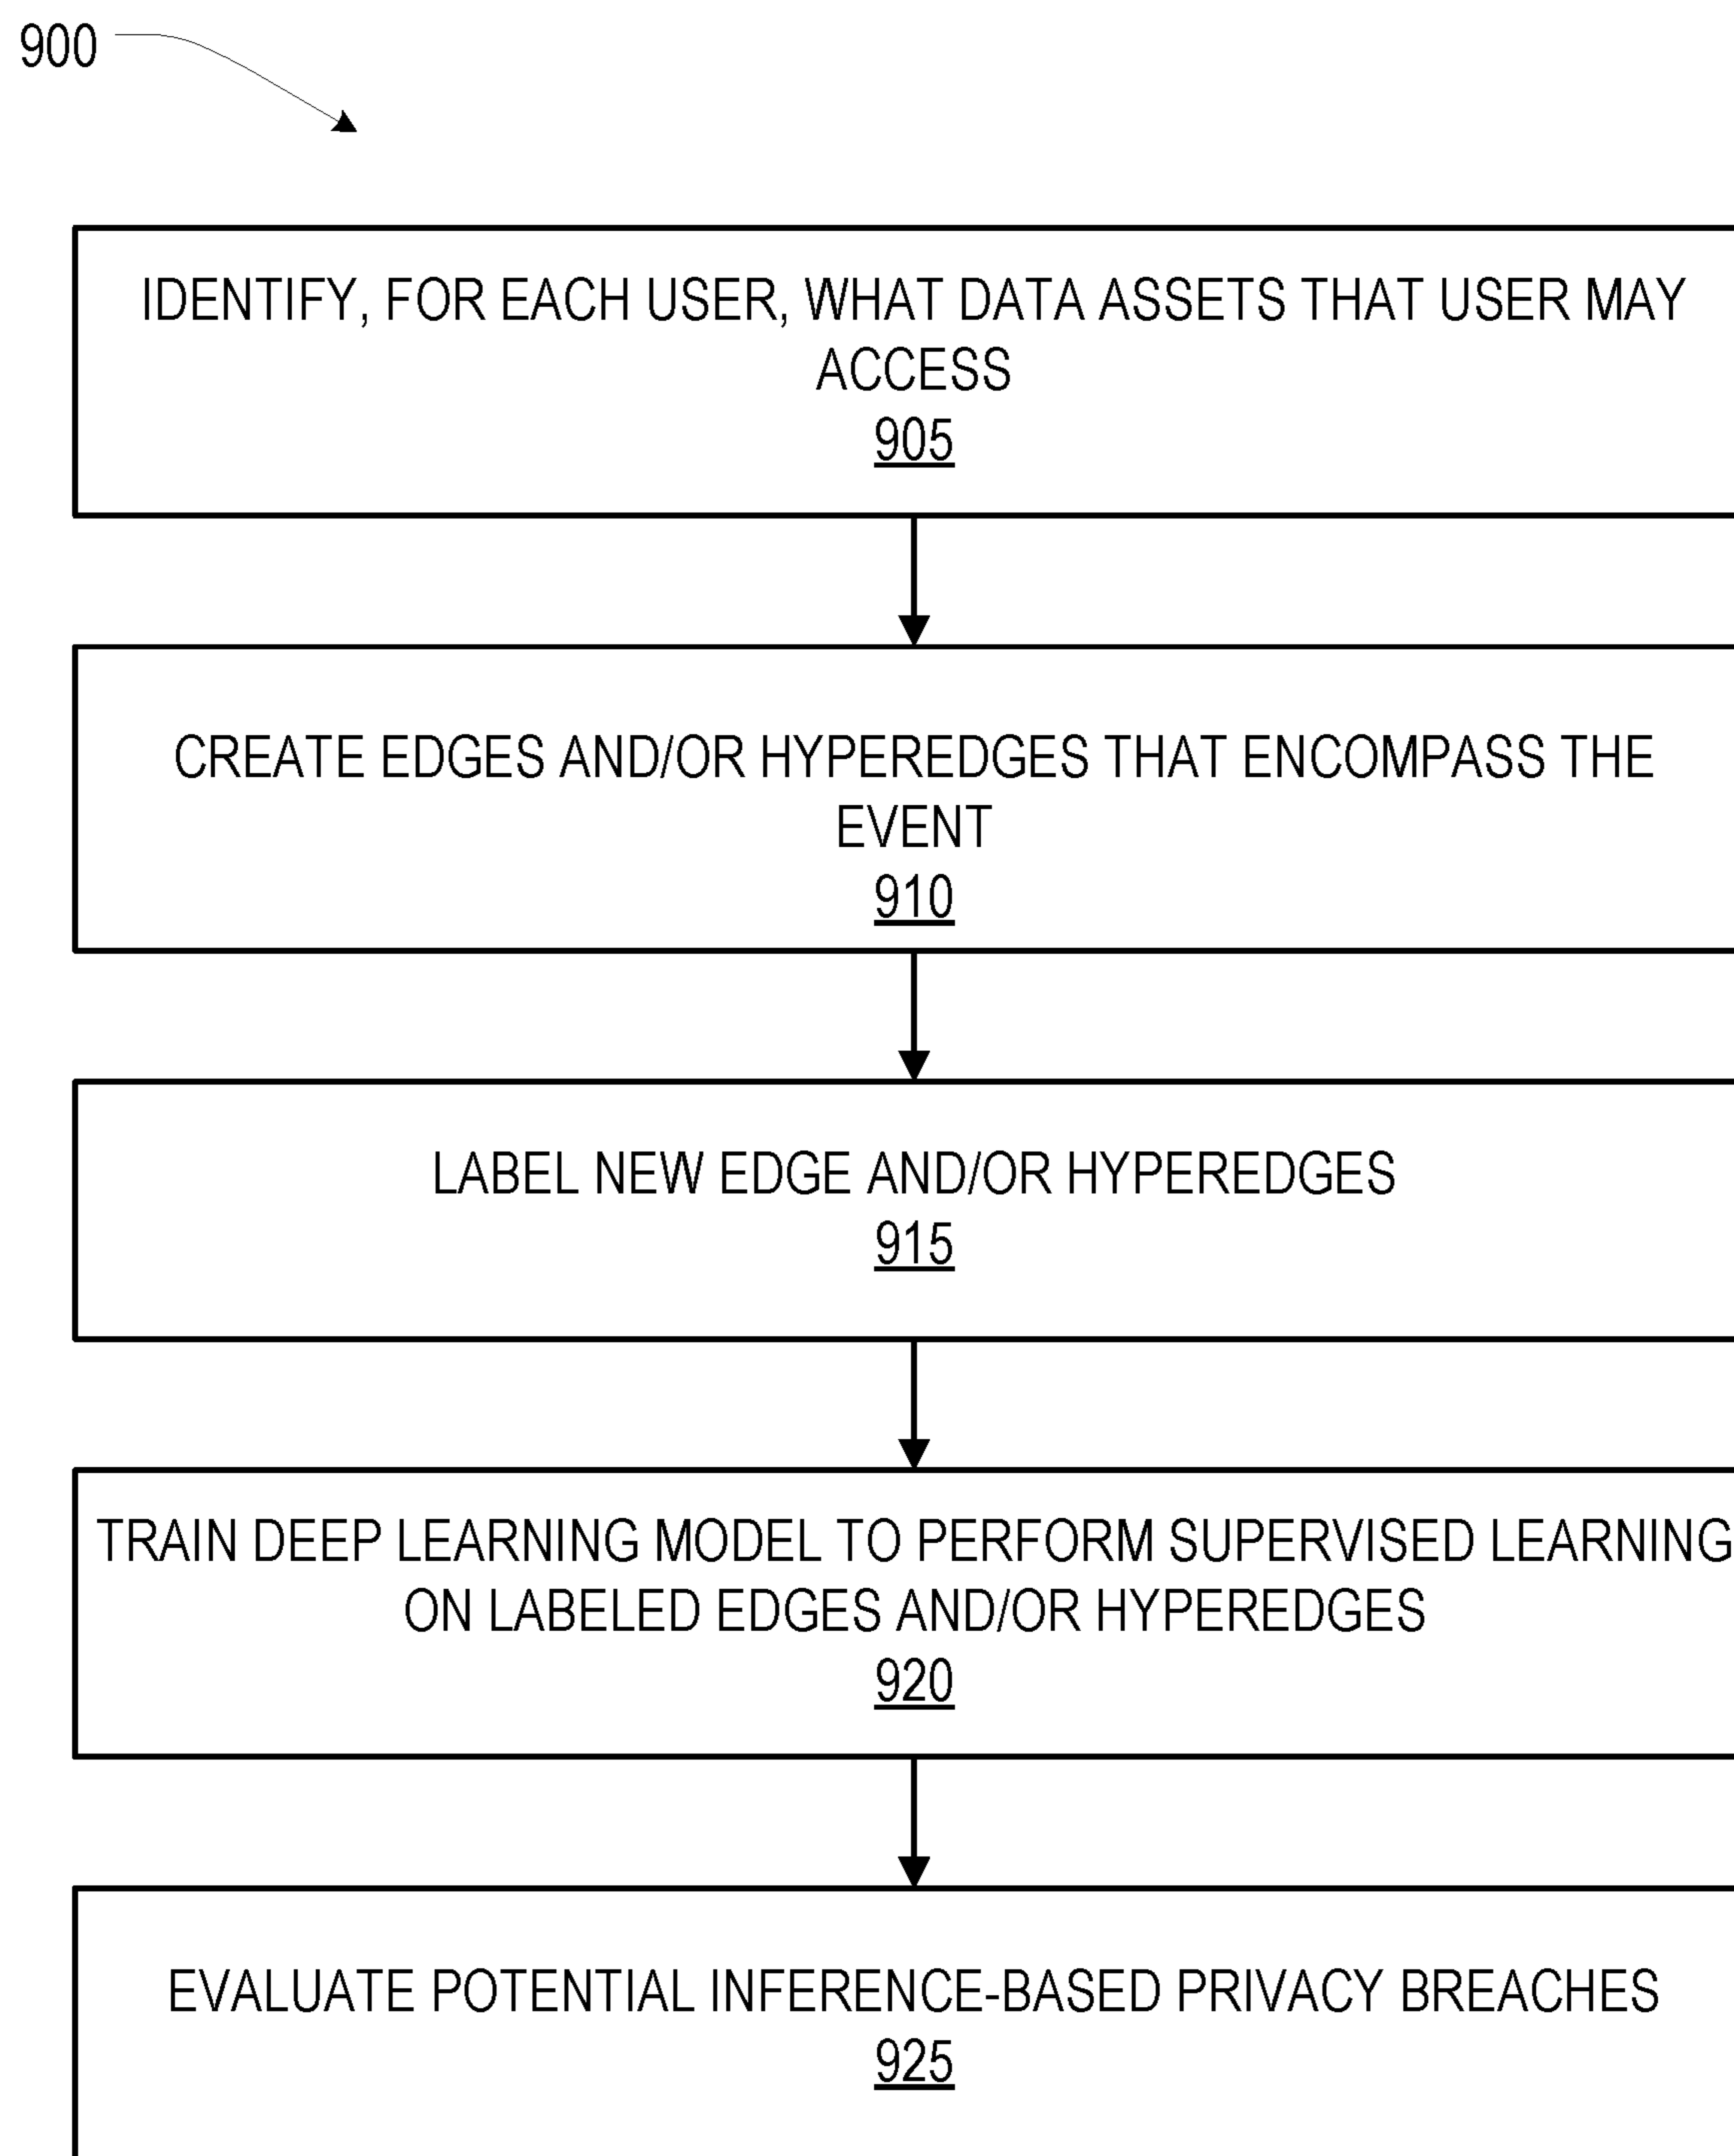 900
IDENTIFY, FOR EACH USER, WHAT DATA ASSETS THAT USER MAY
ACCESS
905
CREATE EDGES AND/OR HYPEREDGES THAT ENCOMPASS THE
EVENT
910
LABEL NEW EDGE AND/OR HYPEREDGES
915
TRAIN DEEP LEARNING MODEL TO PERFORM SUPERVISED LEARNING
ON LABELED EDGES AND/OR HYPEREDGES
920
EVALUATE POTENTIAL INFERENCE-BASED PRIVACY BREACHES
925